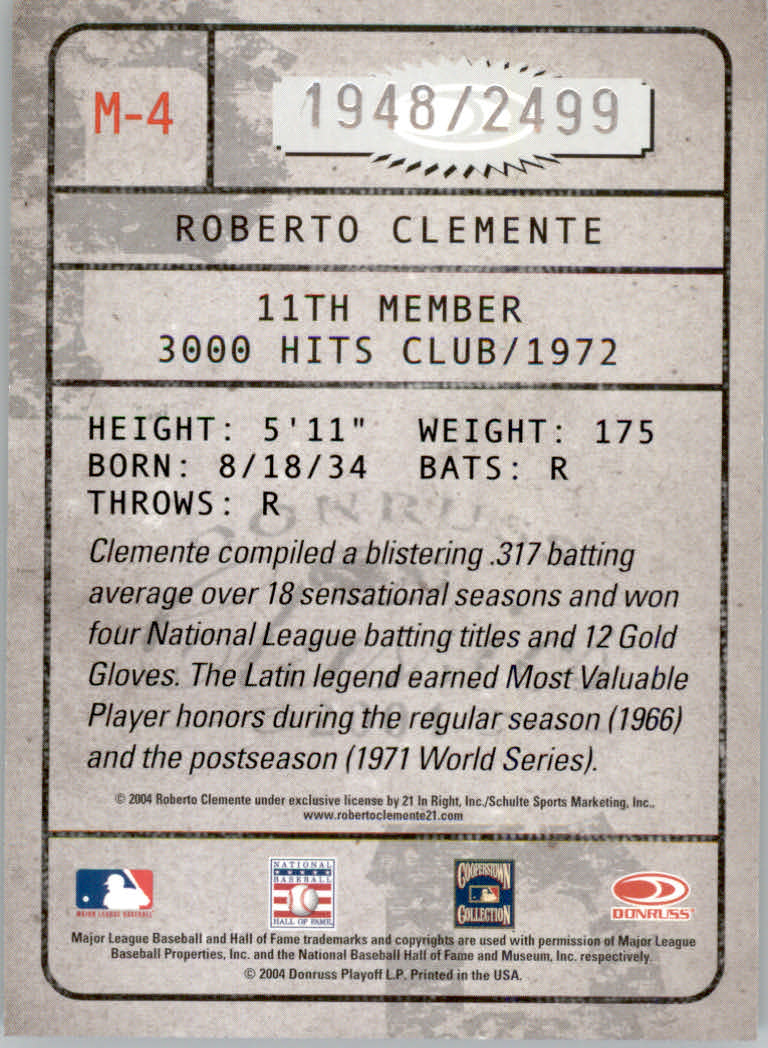 M-4
1948/2499
ROBERTO CLEMENTE
11TH MEMBER
3000 HITS CLUB/1972
HEIGHT: 5'11" WEIGHT: 175
BORN: 8/18/34 BATS: R
THROWS: R
Clemente compiled a blistering .317 batting
average over 18 sensational seasons and won
four National League batting titles and 12 Gold
Gloves. The Latin legend earned Most Valuable
Player honors during the regular season (1966)
and the postseason (1971 World Series).
© 2004 Roberto Clemente under exclusive license by 21 In Right, Inc./Schulte Sports Marketing, Inc..
www.robertoclemente21.com
MAJOR LEAGUE BASEBALL
NATIONAL
BASEBALL
HALL OF FAME
COOPERSTOWN
COLLECTION
DONRUSS
Major League Baseball and Hall of Fame trademarks and copyrights are used with permission of Major League
Baseball Properties, Inc. and the National Baseball Hall of Fame and Museum, Inc. respectively.
© 2004 Donruss Playoff L.P. Printed in the USA.